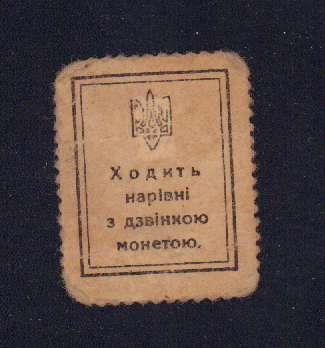 Ходить
нарівні
з дзвінкою
монетою.